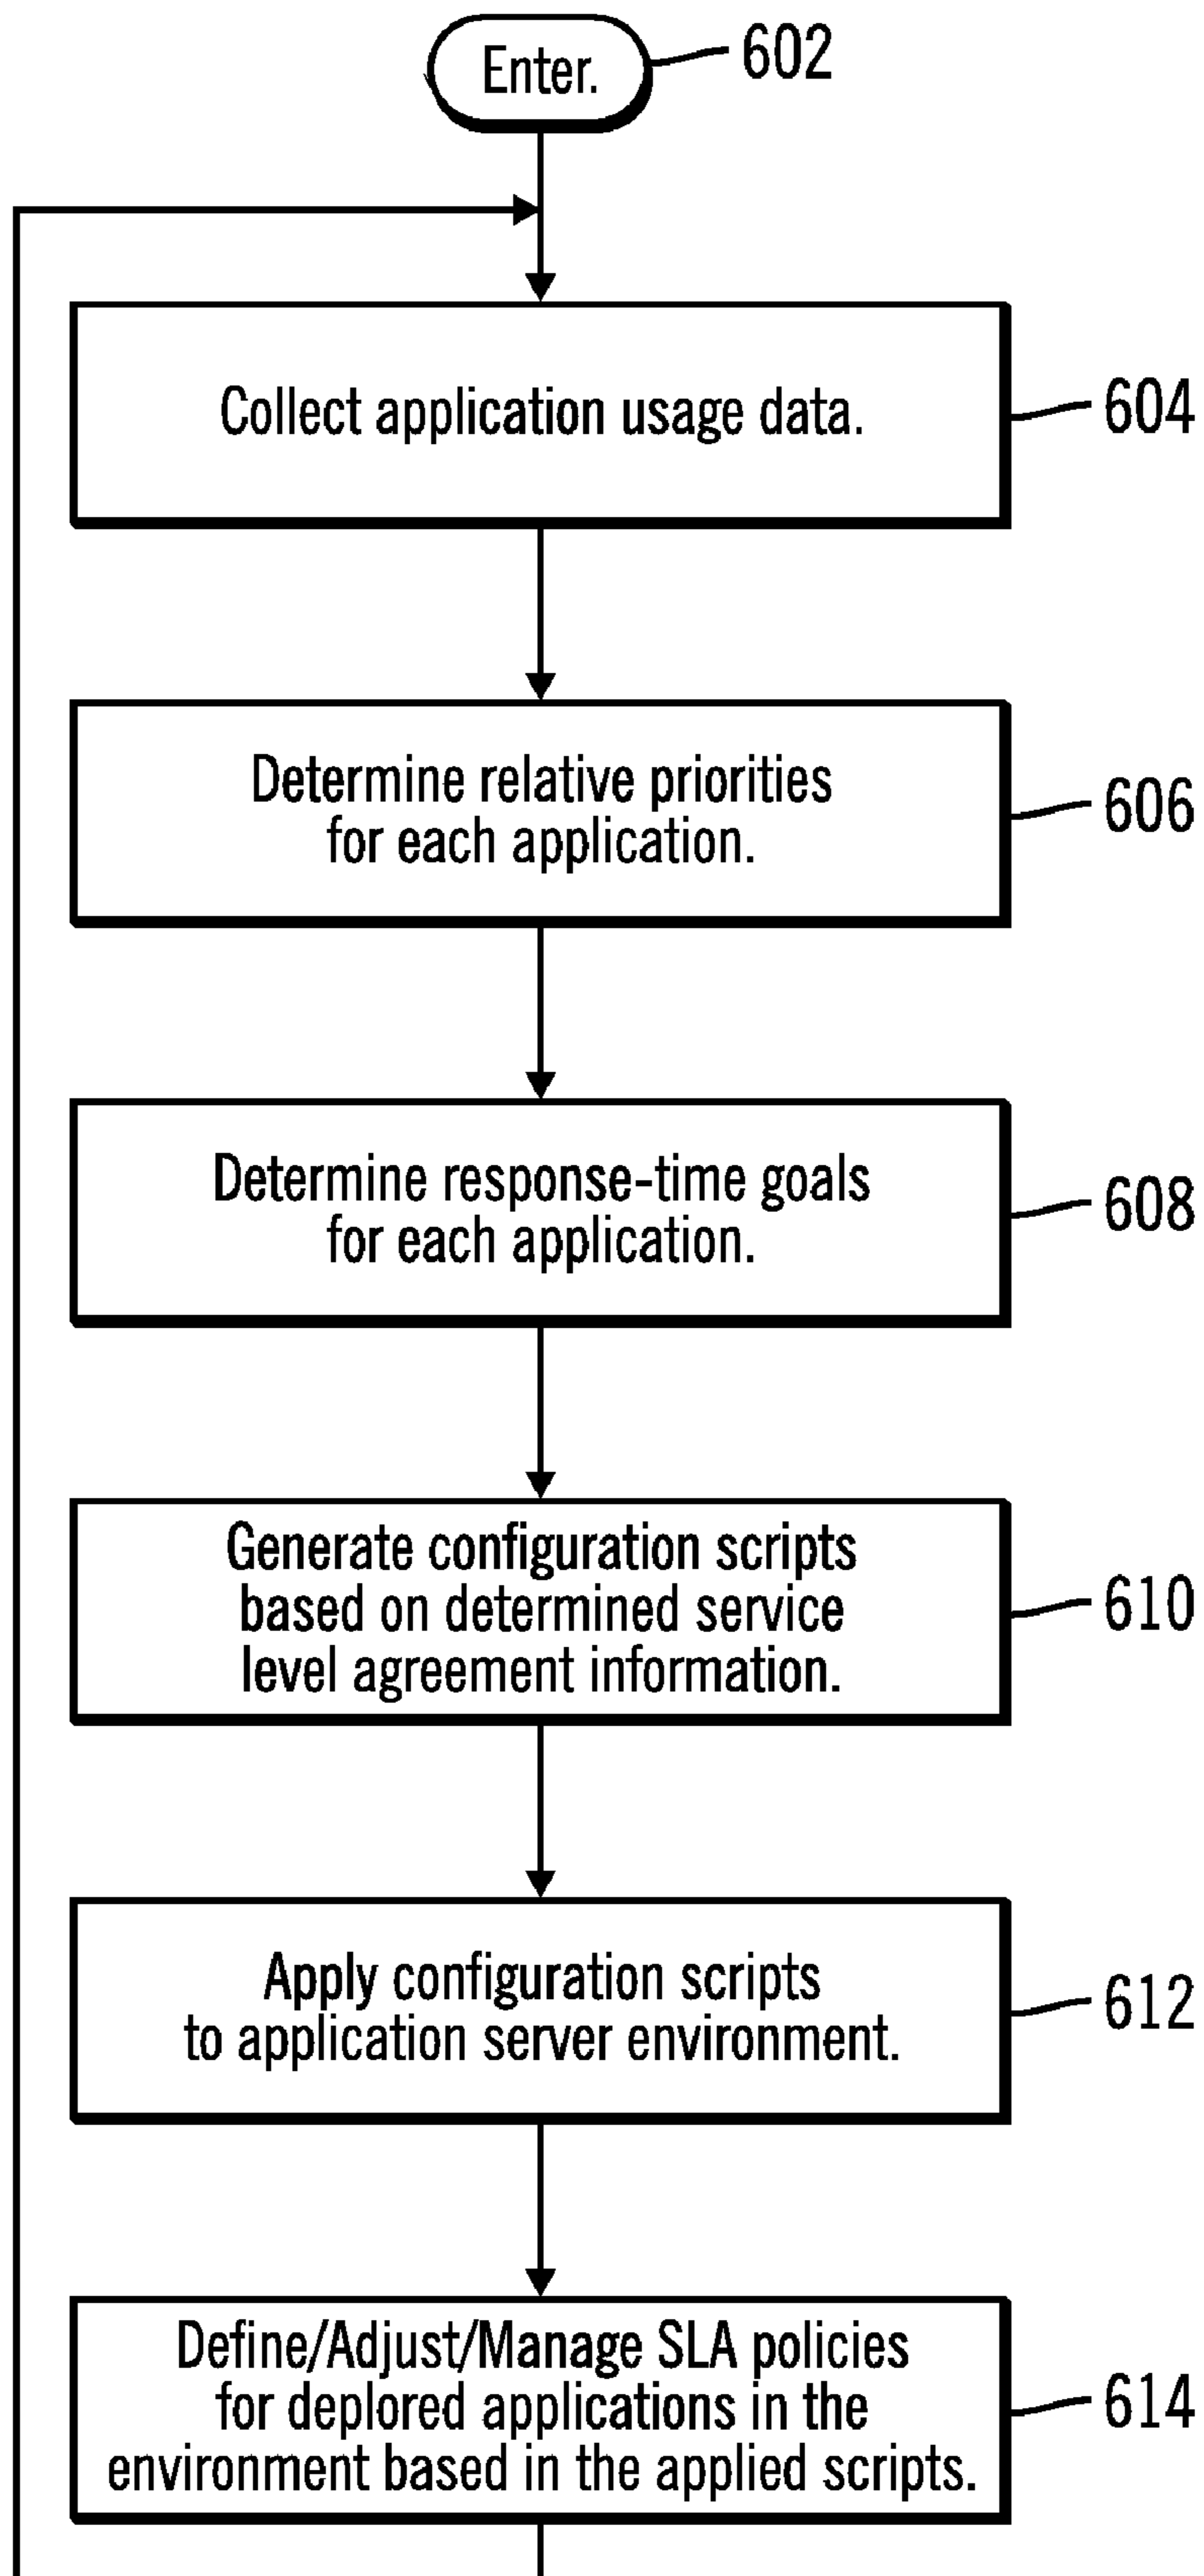 Enter.
602
Collect application usage data.
604
Determine relative priorities
for each application.
606
Determine response-time goals
for each application.
608
Generate configuration scripts
based on determined service
level agreement information.
610
Apply configuration scripts
to application server environment.
612
Define/Adjust/Manage SLA policies
for deplored applications in the
environment based in the applied scripts.
614